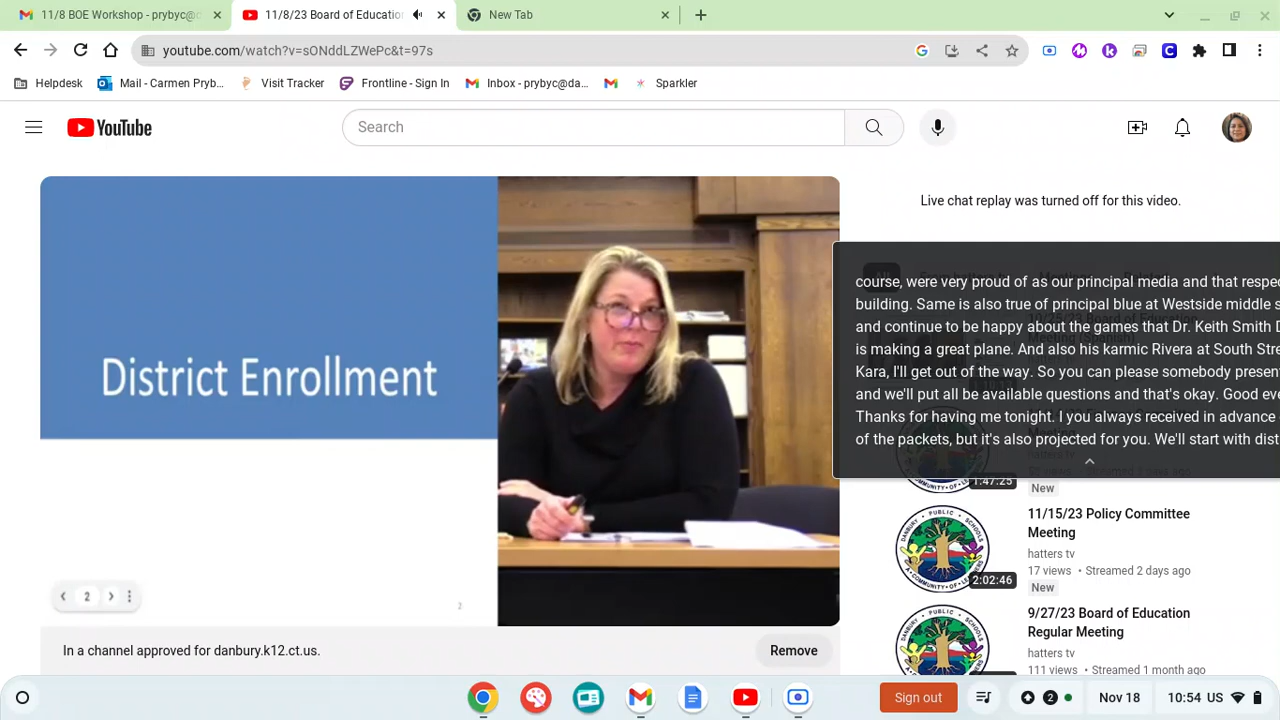 11/8 BOE Workshop - prybyc@d
11/8/23 Board of Education
New Tab
youtube.com/watch?v=sONddLZWePc&t=97s
Helpdesk
Mail - Carmen Pryb...
Visit Tracker
Frontline - Sign In
Inbox - prybyc@da...
Sparkler
YouTube
Search
Live chat replay was turned off for this video.
District Enrollment
2
2
course, were very proud of as our principal media and that respec
building. Same is also true of principal blue at Westside middle s
and continue to be happy about the games that Dr. Keith Smith D
is making a great plane. And also his karmic Rivera at South Stre
Kara, I'll get out of the way. So you can please somebody present
and we'll put all be available questions and that's okay. Good eve
Thanks for having me tonight. I you always received in advance
of the packets, but it's also projected for you. We'll start with dist
1:47:25
New
11/15/23 Policy Committee
Meeting
hatters tv
17 views • Streamed 2 days ago
2:02:46
New
9/27/23 Board of Education
Regular Meeting
hatters tv
111 views • Streamed 1 month ago
In a channel approved for danbury.k12.ct.us.
Remove
Sign out
2
Nov 18
10:54 US